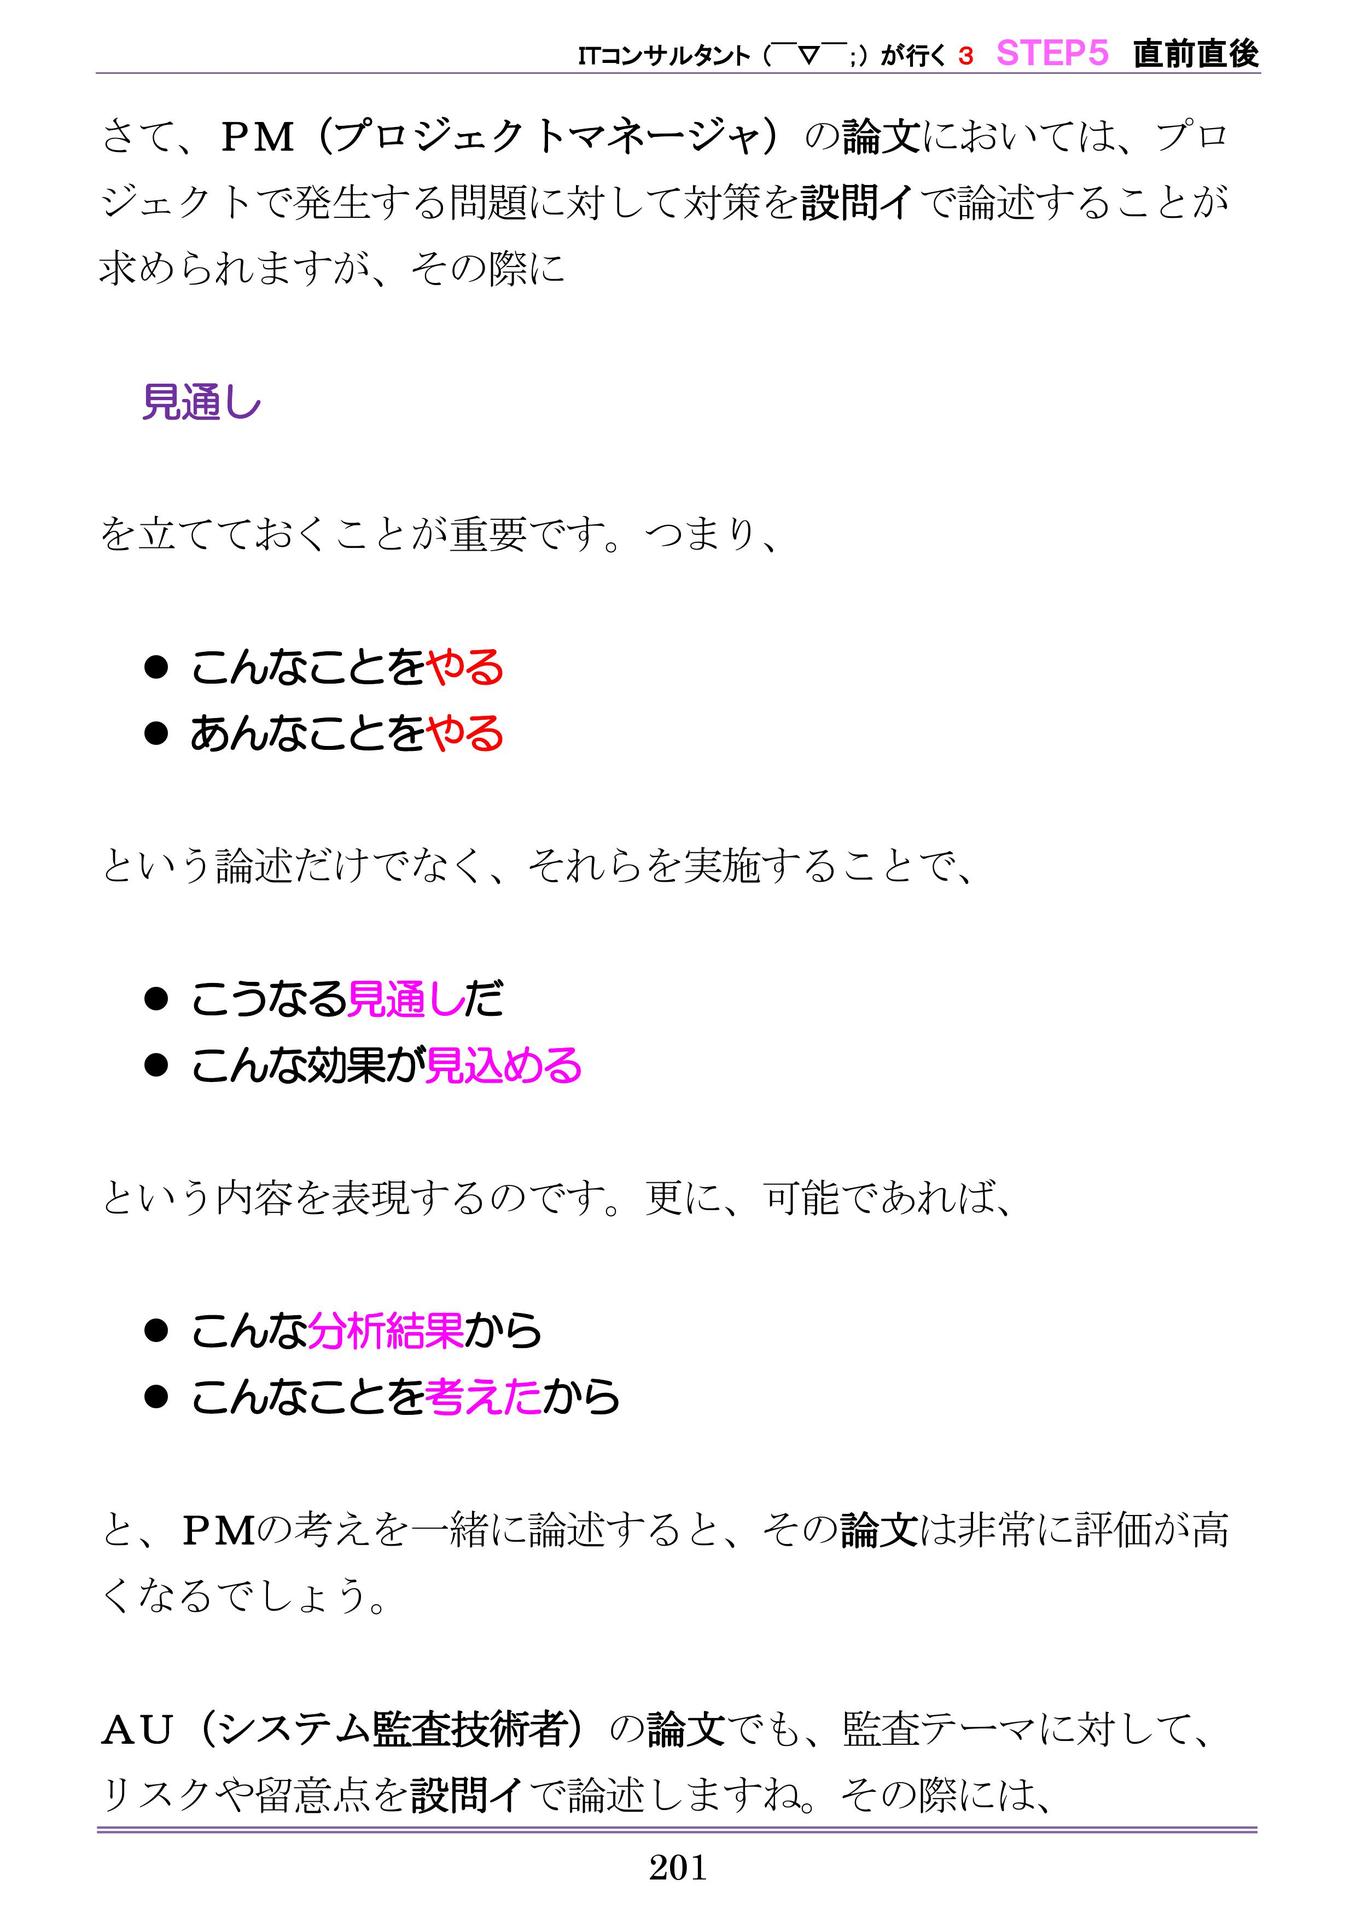 ITコンサルタント（￣▽￣；）が行く 3 STEP5 直前直後
さて、ＰＭ（プロジェクトマネージャ）の論文においては、プロ
ジェクトで発生する問題に対して対策を設問イで論述することが
求められますが、その際に
見通し
を立てておくことが重要です。つまり、
● こんなことをやる
● あんなことをやる
という論述だけでなく、それらを実施することで、
● こうなる見通しだ
● こんな効果が見込める
という内容を表現するのです。更に、可能であれば、
● こんな分析結果から
● こんなことを考えたから
と、ＰＭの考えを一緒に論述すると、その論文は非常に評価が高
くなるでしょう。
ＡＵ（システム監査技術者）の論文でも、監査テーマに対して、
リスクや留意点を設問イで論述しますね。その際には、
201